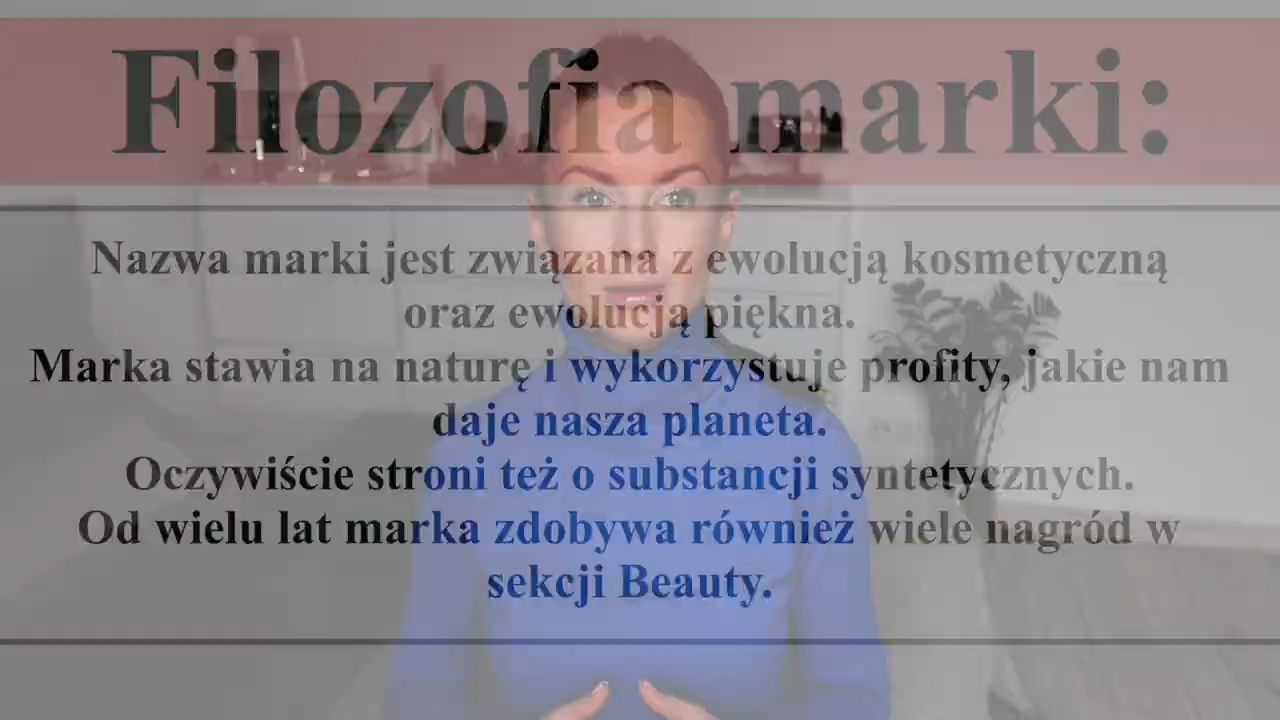 Filozofia marki:
Nazwa marki jest związana z ewolucją kosmetyczną
oraz ewolucją piękna.
Marka stawia na naturę i wykorzystuje profity, jakie nam
daje nasza planeta.
Oczywiście stroni też o substancji syntetycznych.
Od wielu lat marka zdobywa również wiele nagród w
sekcji Beauty.